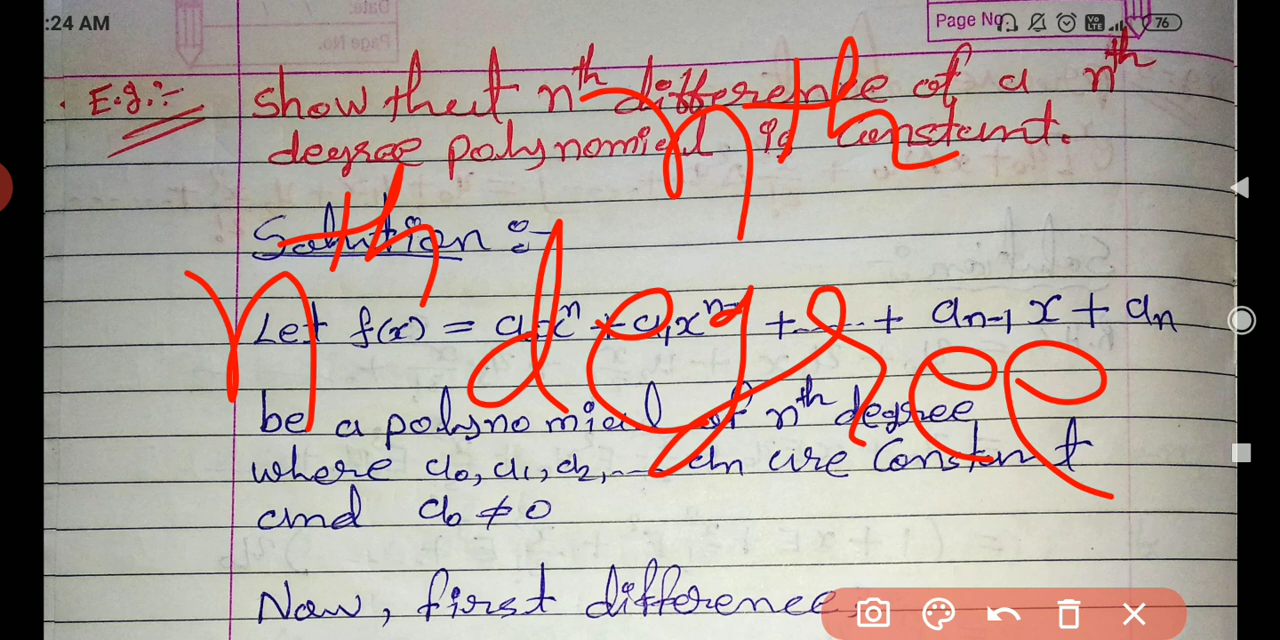 :24 AM
Page No.
76
E.g.:-
Show that nth difference of a nth
degree polynomial is constant.
Solution :-
Let f(x) = a₀xⁿ + a₁xⁿ⁻¹ + ...... + aₙ₋₁ x + aₙ
be a polynomial of nth degree
where a₀, a₁, a₂, .... aₙ are Constant
and a₀ ≠ 0
Now, first difference,
nth
nth degree